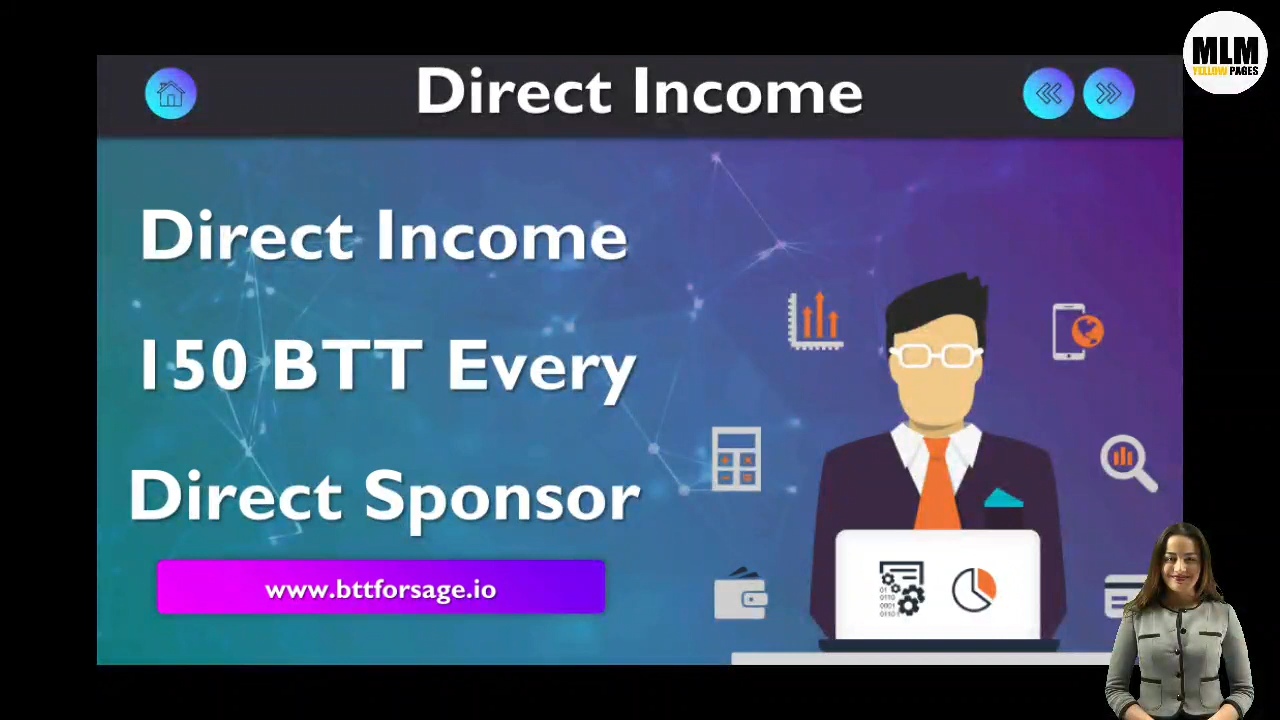 Direct Income
MLM
YELLOW PAGES
Direct Income
150 BTT Every
Direct Sponsor
www.bttforsage.io